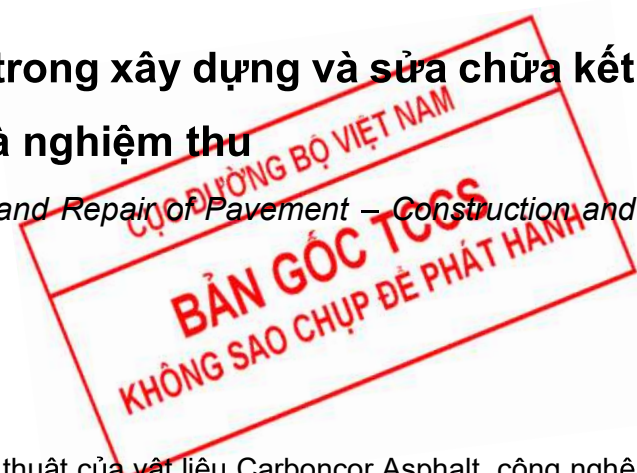 trong xây dựng và sửa chữa kết
à nghiệm thu
and Repair of Pavement – Construction and
CỤC ĐƯỜNG BỘ VIỆT NAM
BẢN GỐC TCCS
KHÔNG SAO CHỤP ĐỂ PHÁT HÀNH
thuật của vật liệu Carboncor Asphalt, công nghệ